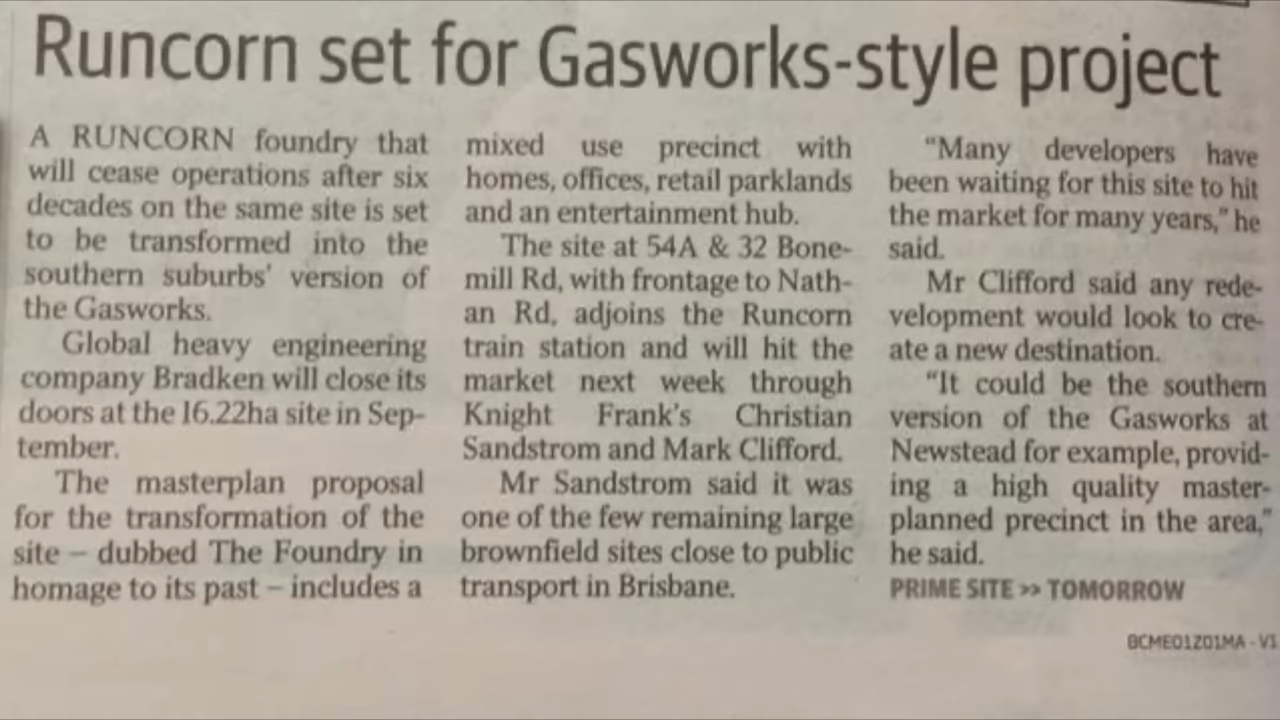 Runcorn set for Gasworks-style project
A RUNCORN foundry that
will cease operations after six
decades on the same site is set
to be transformed into the
southern suburbs' version of
the Gasworks.
Global heavy engineering
company Bradken will close its
doors at the 16.22ha site in Sep-
tember.
The masterplan proposal
for the transformation of the
site – dubbed The Foundry in
homage to its past – includes a
mixed use precinct with
homes, offices, retail parklands
and an entertainment hub.
The site at 54A & 32 Bone-
mill Rd, with frontage to Nath-
an Rd, adjoins the Runcorn
train station and will hit the
market next week through
Knight Frank's Christian
Sandstrom and Mark Clifford.
Mr Sandstrom said it was
one of the few remaining large
brownfield sites close to public
transport in Brisbane.
“Many developers have
been waiting for this site to hit
the market for many years,” he
said.
Mr Clifford said any rede-
velopment would look to cre-
ate a new destination.
“It could be the southern
version of the Gasworks at
Newstead for example, provid-
ing a high quality master-
planned precinct in the area,”
he said.
PRIME SITE >> TOMORROW
BCME01Z01MA - V1